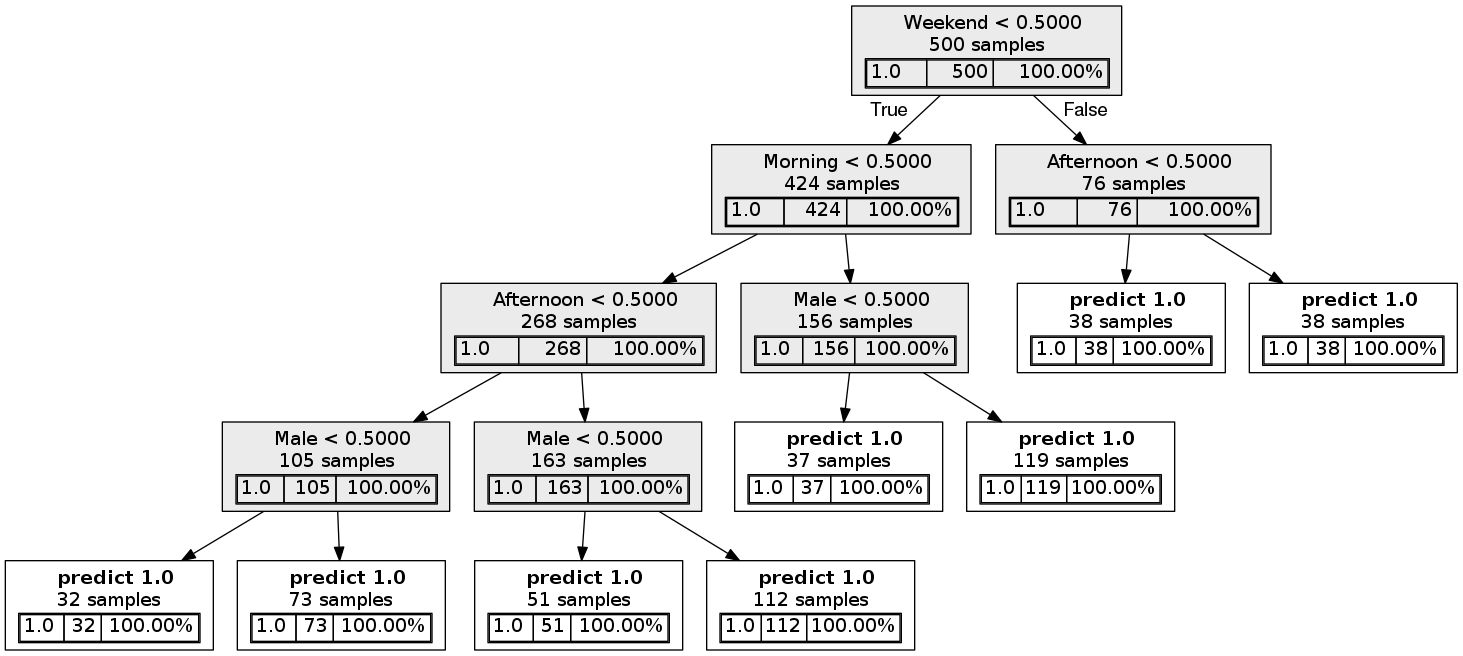 Weekend < 0.5000
500 samples
1.0 500 100.00%
True False
Morning < 0.5000
424 samples
1.0 424 100.00%
Afternoon < 0.5000
76 samples
1.0 76 100.00%
Afternoon < 0.5000
268 samples
1.0 268 100.00%
Male < 0.5000
156 samples
1.0 156 100.00%
predict 1.0
38 samples
1.0 38 100.00%
predict 1.0
38 samples
1.0 38 100.00%
Male < 0.5000
105 samples
1.0 105 100.00%
Male < 0.5000
163 samples
1.0 163 100.00%
predict 1.0
37 samples
1.0 37 100.00%
predict 1.0
119 samples
1.0 119 100.00%
predict 1.0
32 samples
1.0 32 100.00%
predict 1.0
73 samples
1.0 73 100.00%
predict 1.0
51 samples
1.0 51 100.00%
predict 1.0
112 samples
1.0 112 100.00%